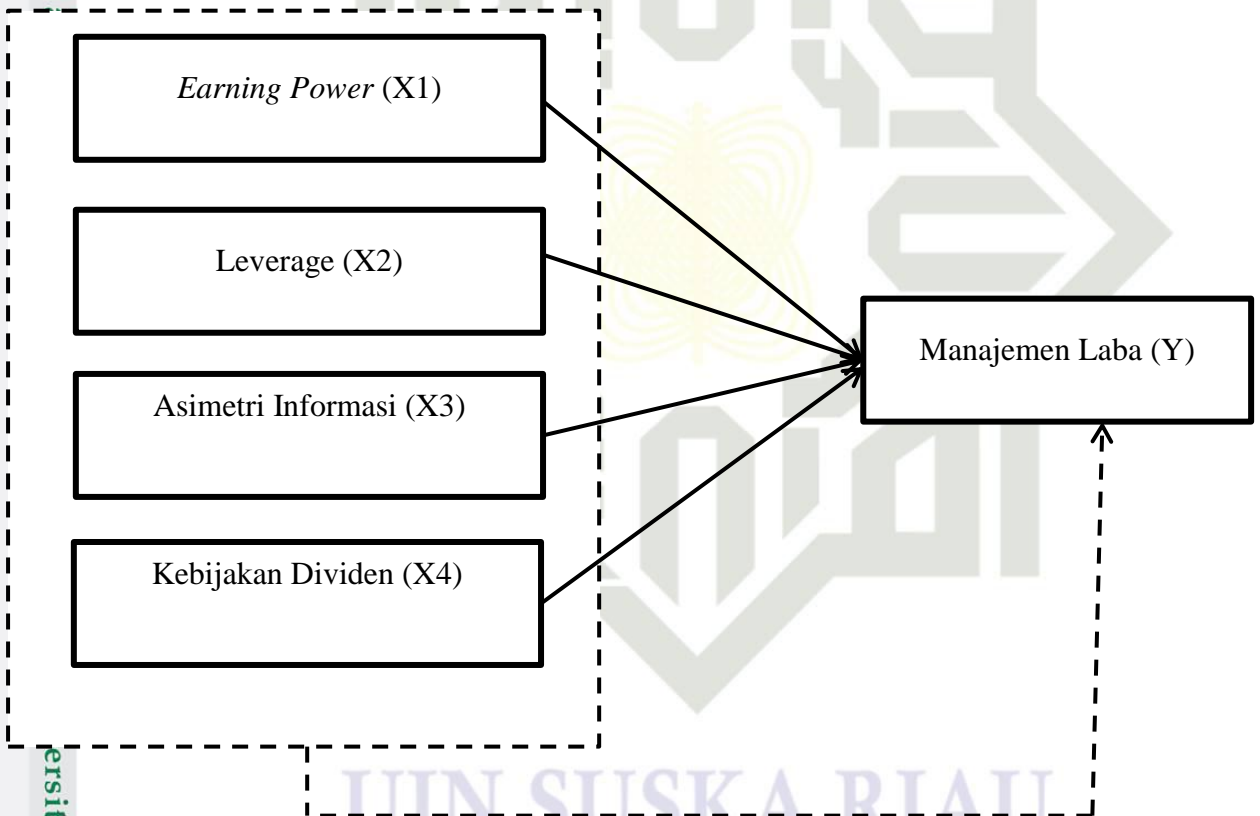 Earning Power (X1)
Leverage (X2)
Asimetri Informasi (X3)
Kebijakan Dividen (X4)
Manajemen Laba (Y)
UIN SUSKA RIAU